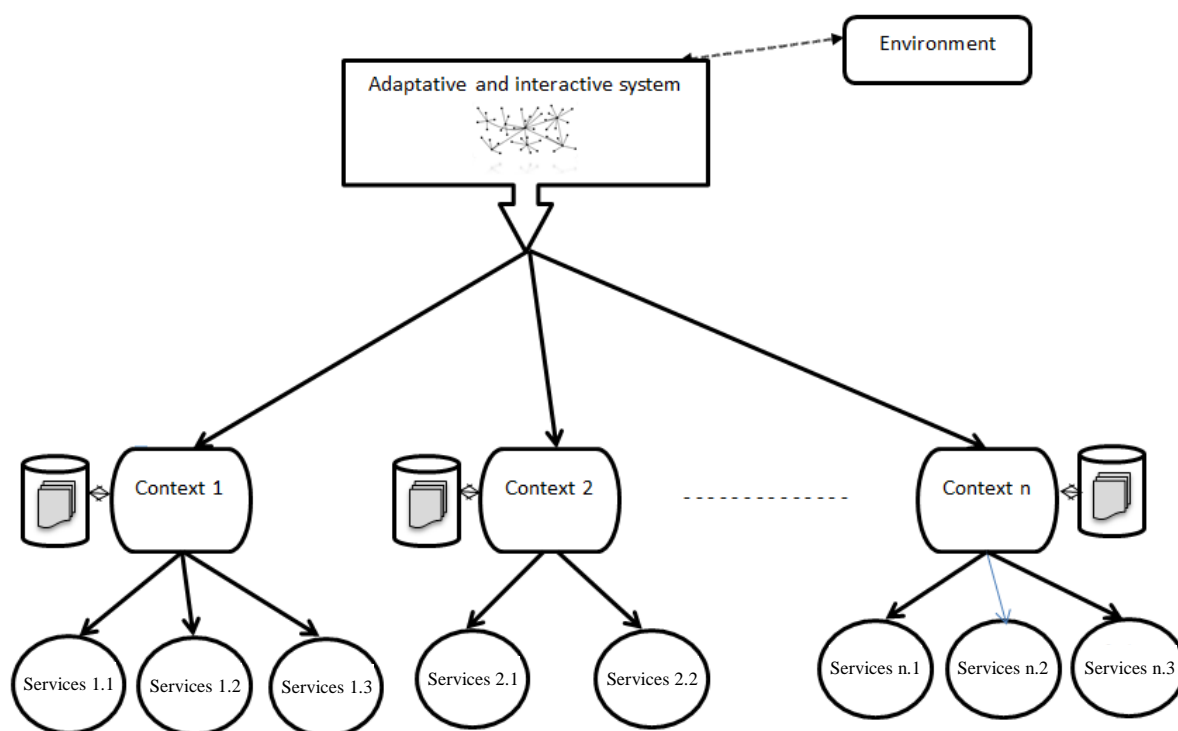 Environment
Adaptative and interactive system
Context 1
Context 2
Context n
Services 1.1
Services 1.2
Services 1.3
Services 2.1
Services 2.2
Services n.1
Services n.2
Services n.3